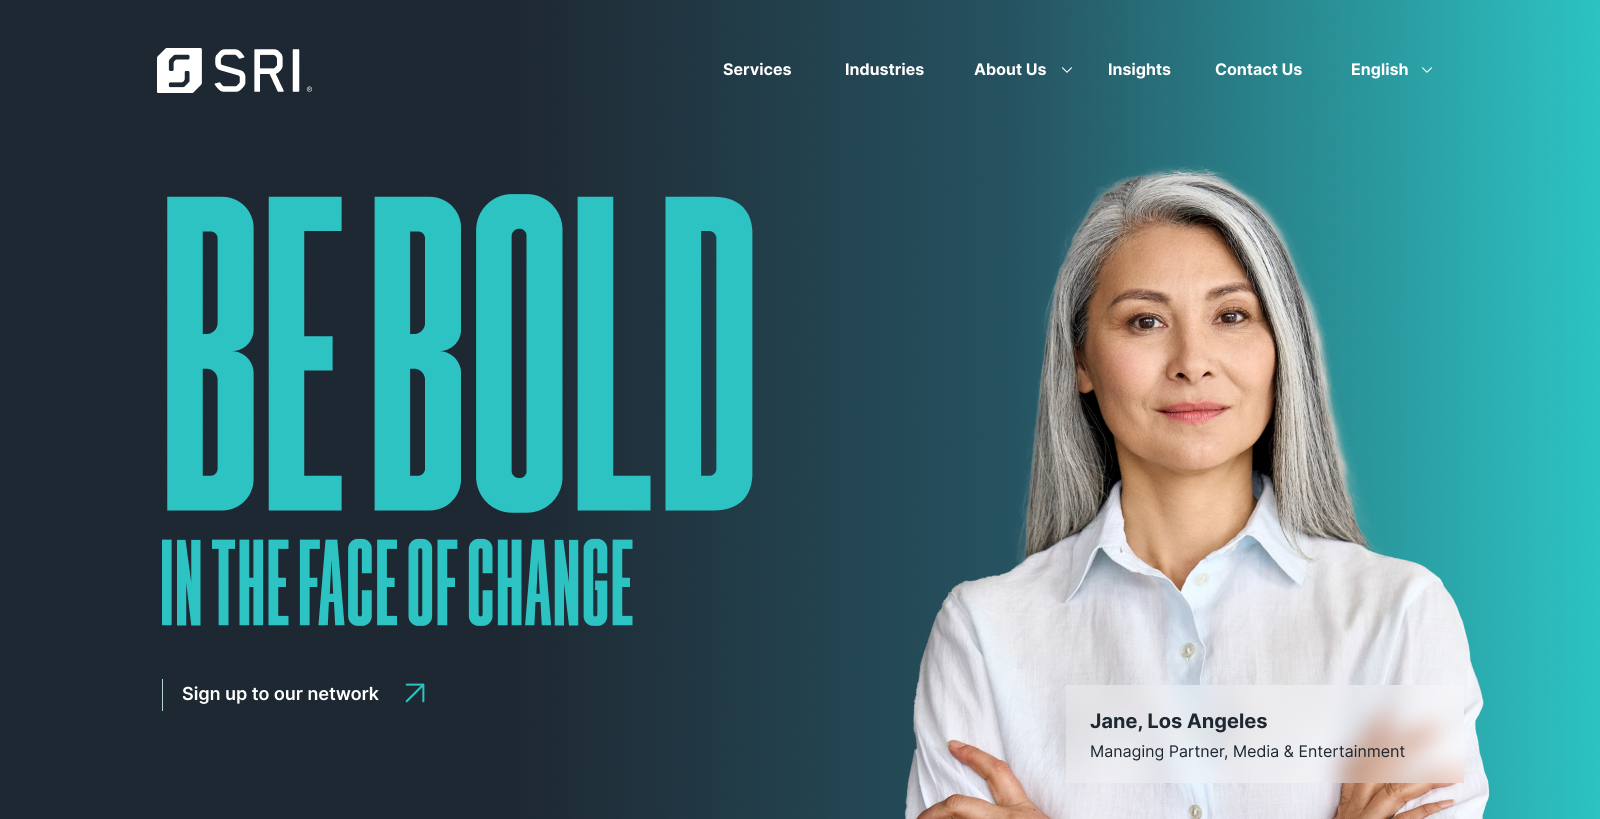 SRI®
Services Industries About Us Insights Contact Us English
BE BOLD
IN THE FACE OF CHANGE
Sign up to our network
Jane, Los Angeles
Managing Partner, Media & Entertainment